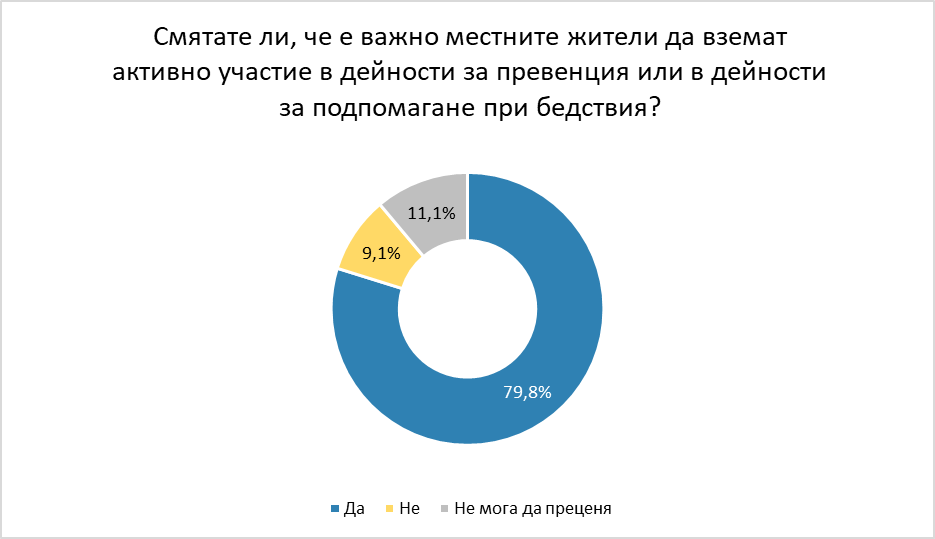 Смятате ли, че е важно местните жители да вземат
активно участие в дейности за превенция или в дейности
за подпомагане при бедствия?
11,1%
9,1%
79,8%
Да Не Не мога да преценя